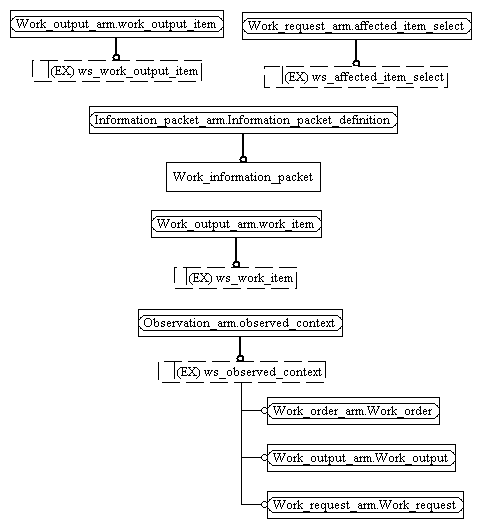 Work_output_arm.work_output_item
Work_request_arm.affected_item_select
(EX) ws_work_output_item
(EX) ws_affected_item_select
Information_packet_arm.Information_packet_definition
Work_information_packet
Work_output_arm.work_item
(EX) ws_work_item
Observation_arm.observed_context
(EX) ws_observed_context
Work_order_arm.Work_order
Work_output_arm.Work_output
Work_request_arm.Work_request